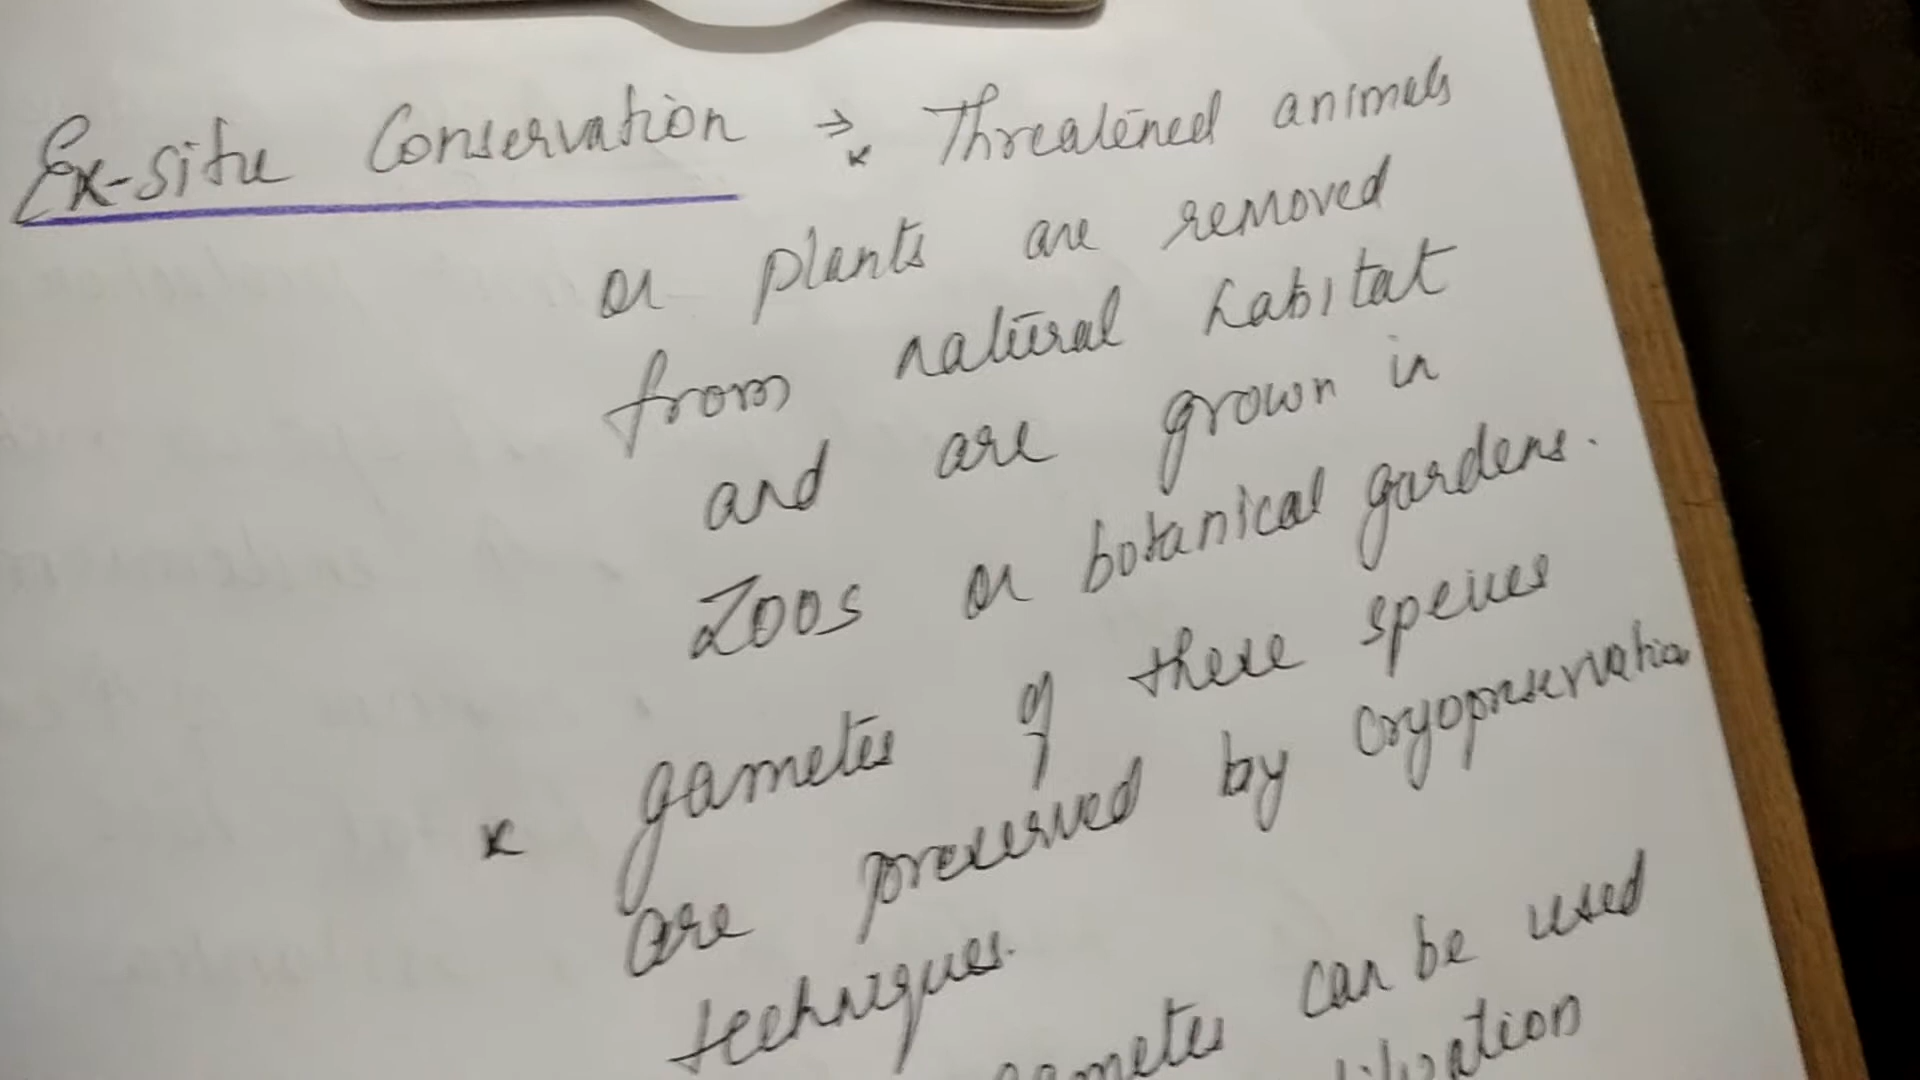 Ex-situ Conservation → * Threatened animals
or plants are removed
from natural habitat
and are grown in
zoos or botanical gardens.
* gametes of these species
are preserved by cryopreservation
techniques.
gametes can be used